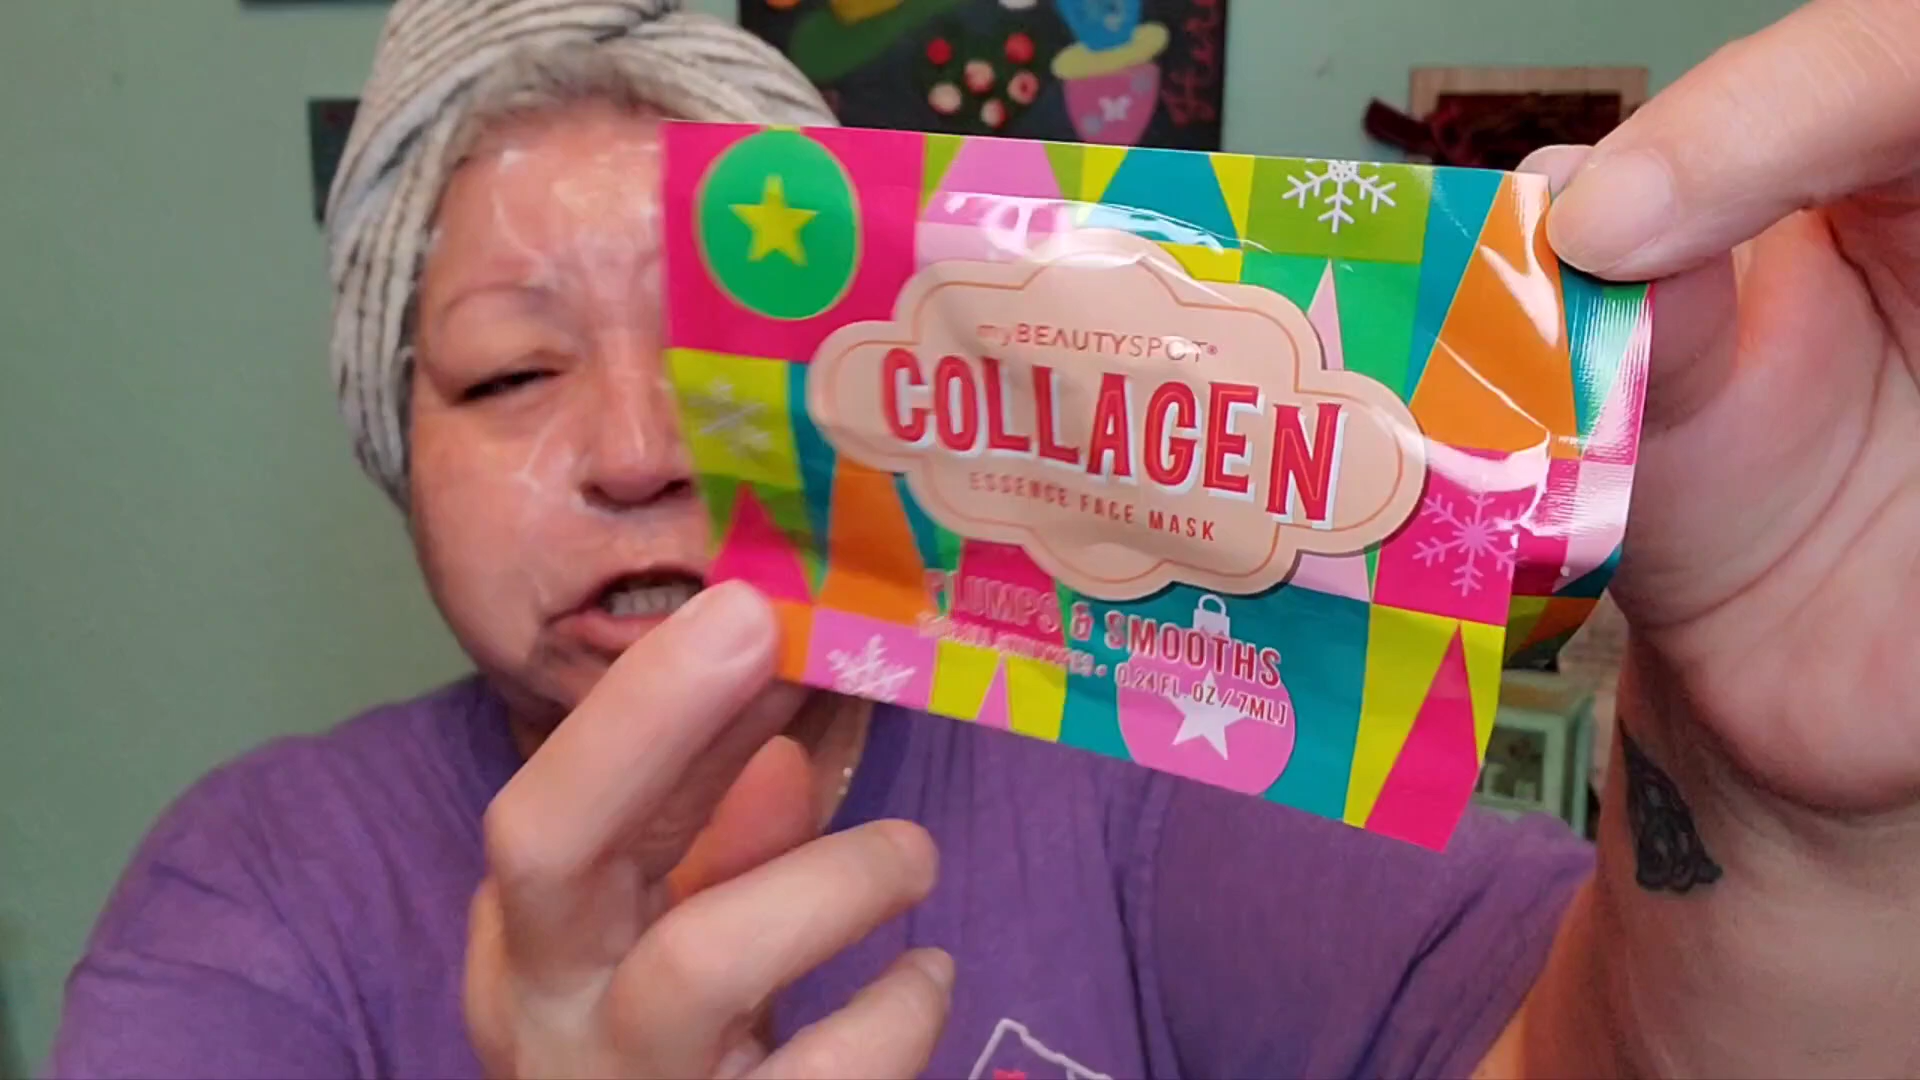 myBEAUTYSPOT®
COLLAGEN
ESSENCE FACE MASK
PLUMPS & SMOOTHS
0.24 FL. OZ / 7ML]